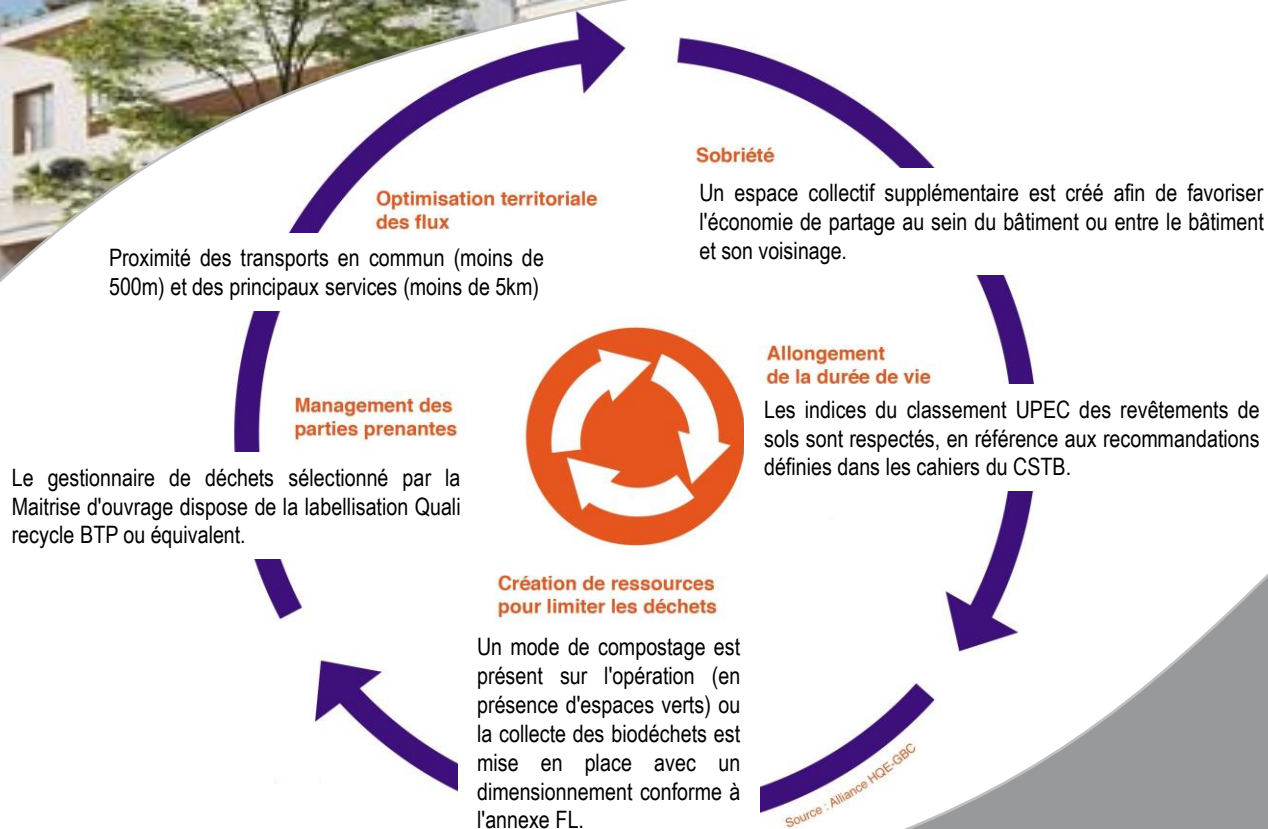 Sobriété
Un espace collectif supplémentaire est créé afin de favoriser
l'économie de partage au sein du bâtiment ou entre le bâtiment
et son voisinage.
Allongement
de la durée de vie
Les indices du classement UPEC des revêtements de
sols sont respectés, en référence aux recommandations
définies dans les cahiers du CSTB.
Création de ressources
pour limiter les déchets
Un mode de compostage est
présent sur l'opération (en
présence d'espaces verts) ou
la collecte des biodéchets est
mise en place avec un
dimensionnement conforme à
l'annexe FL.
Management des
parties prenantes
Le gestionnaire de déchets sélectionné par la
Maitrise d'ouvrage dispose de la labellisation Quali
recycle BTP ou équivalent.
Optimisation territoriale
des flux
Proximité des transports en commun (moins de
500m) et des principaux services (moins de 5km)
Source : Alliance HQE-GBC